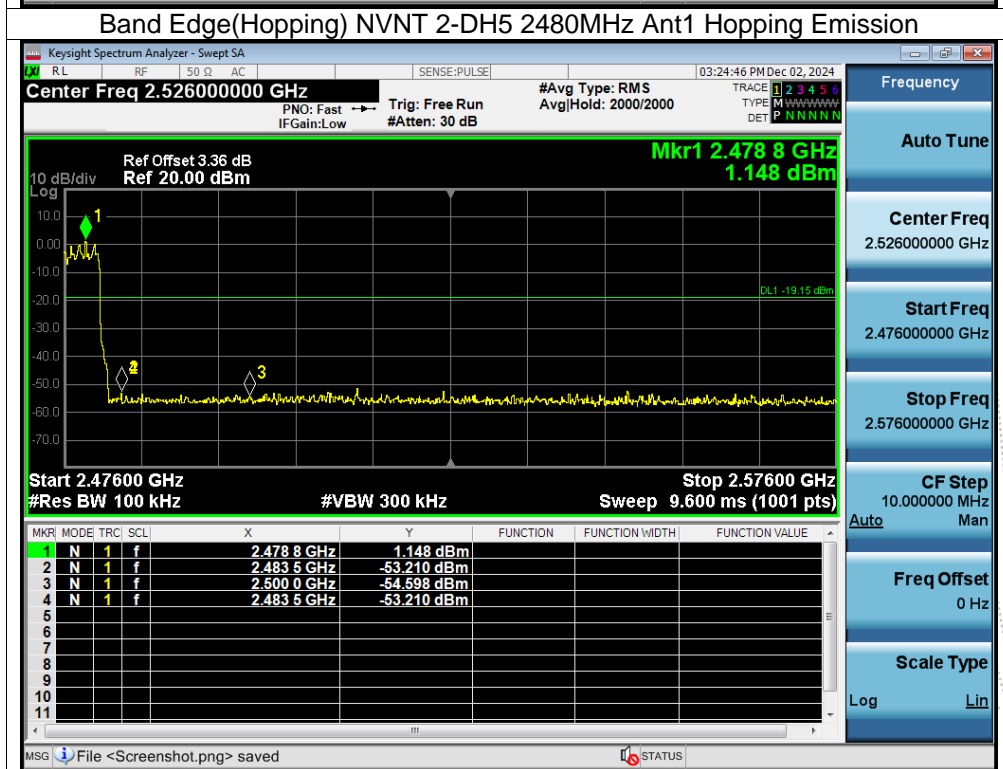 Band Edge(Hopping) NVNT 2-DH5 2480MHz Ant1 Hopping Emission
Keysight Spectrum Analyzer - Swept SA
LXI RL RF 50 Ω AC SENSE:PULSE 03:24:46 PM Dec 02, 2024
Center Freq 2.526000000 GHz #Avg Type: RMS TRACE 1 2 3 4 5 6
PNO: Fast Trig: Free Run Avg|Hold: 2000/2000 TYPE M WWWWW
IFGain:Low #Atten: 30 dB DET P N N N N N
Mkr1 2.478 8 GHz
1.148 dBm
Ref Offset 3.36 dB
10 dB/div Ref 20.00 dBm
Log
10.0
0.00
-10.0
-20.0
-30.0
-40.0
-50.0
-60.0
-70.0
1
DL1 -19.15 dBm
3
Start 2.47600 GHz Stop 2.57600 GHz
#Res BW 100 kHz #VBW 300 kHz Sweep 9.600 ms (1001 pts)
MKR MODE TRC SCL X Y FUNCTION FUNCTION WIDTH FUNCTION VALUE
1 N 1 f 2.478 8 GHz 1.148 dBm
2 N 1 f 2.483 5 GHz -53.210 dBm
3 N 1 f 2.500 0 GHz -54.598 dBm
4 N 1 f 2.483 5 GHz -53.210 dBm
5
6
7
8
9
10
11
MSG File <Screenshot.png> saved STATUS
Frequency
Auto Tune
Center Freq
2.526000000 GHz
Start Freq
2.476000000 GHz
Stop Freq
2.576000000 GHz
CF Step
10.000000 MHz
Auto Man
Freq Offset
0 Hz
Scale Type
Log Lin